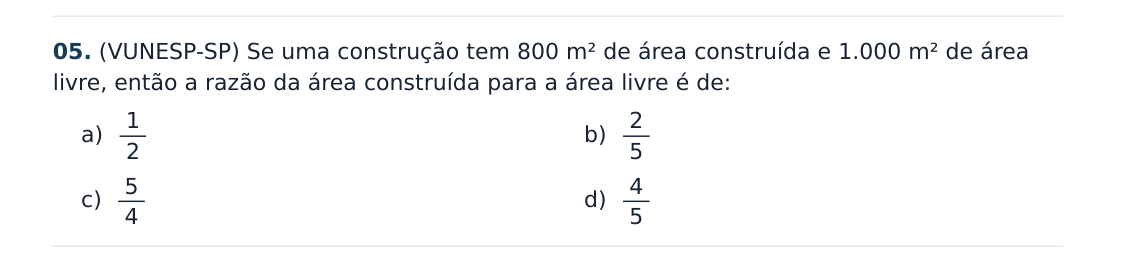 05. (VUNESP-SP) Se uma construção tem 800 m² de área construída e 1.000 m² de área
livre, então a razão da área construída para a área livre é de:
a) 1/2 b) 2/5
c) 5/4 d) 4/5